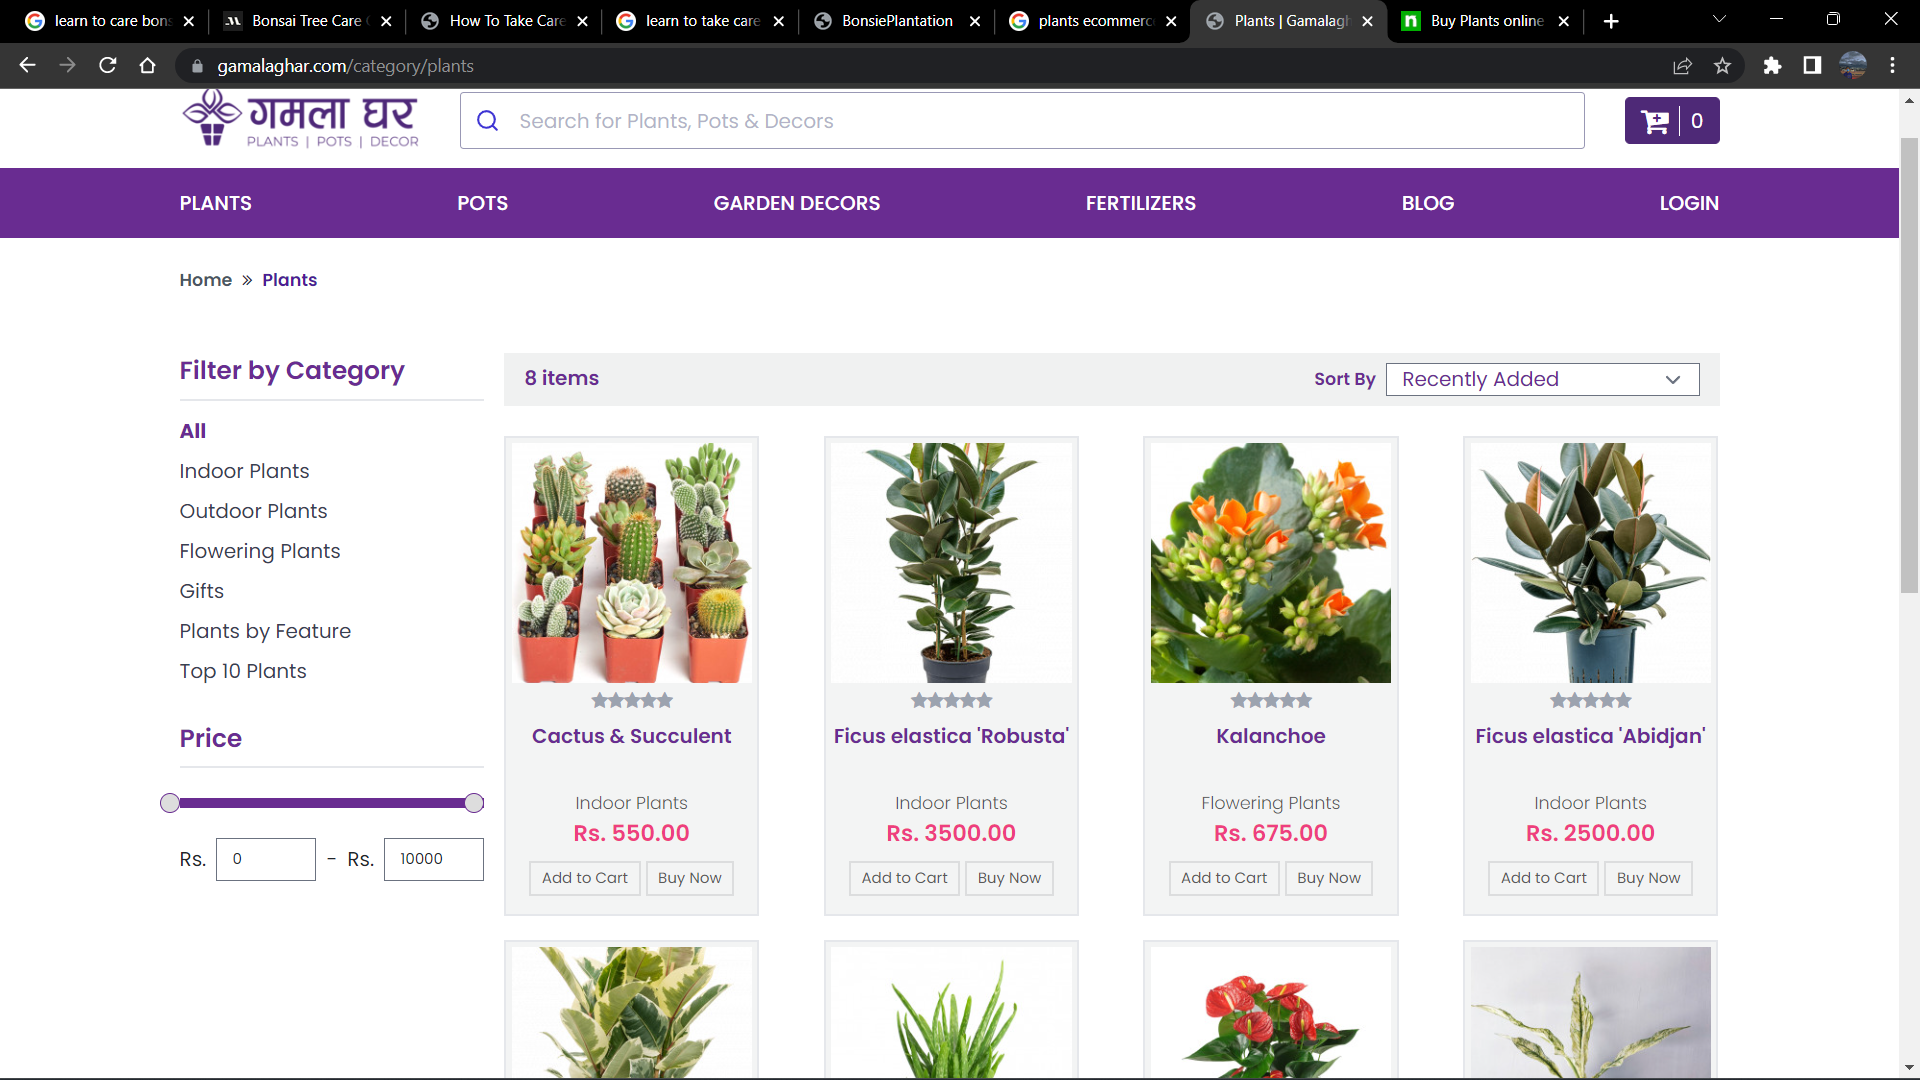 learn to care bons
Bonsai Tree Care
How To Take Care
learn to take care
BonsiePlantation
plants ecommerc
Plants | Gamalagh
Buy Plants online
gamalaghar.com/category/plants
गमला घर
PLANTS | POTS | DECOR
Search for Plants, Pots & Decors
0
PLANTS
POTS
GARDEN DECORS
FERTILIZERS
BLOG
LOGIN
Home » Plants
Filter by Category
All
Indoor Plants
Outdoor Plants
Flowering Plants
Gifts
Plants by Feature
Top 10 Plants
Price
Rs. 0 - Rs. 10000
8 items
Sort By Recently Added
Cactus & Succulent
Indoor Plants
Rs. 550.00
Add to Cart Buy Now
Ficus elastica 'Robusta'
Indoor Plants
Rs. 3500.00
Add to Cart Buy Now
Kalanchoe
Flowering Plants
Rs. 675.00
Add to Cart Buy Now
Ficus elastica 'Abidjan'
Indoor Plants
Rs. 2500.00
Add to Cart Buy Now